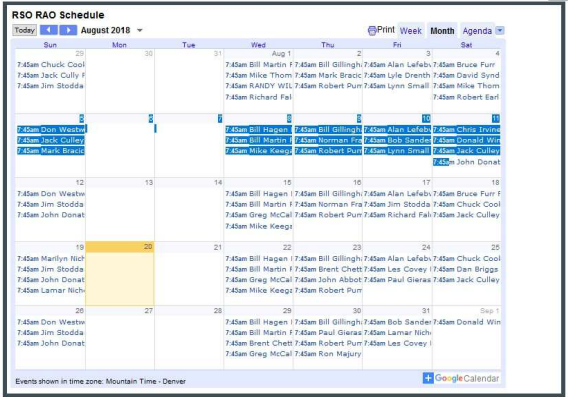 RSO RAO Schedule
Today August 2018 Print Week Month Agenda
Sun Mon Tue Wed Thu Fri Sat
29 30 31 Aug 1 2 3 4
7:45am Chuck Cool 7:45am Bill Martin F 7:45am Bill Gillingh 7:45am Alan Lefeb 7:45am Bruce Furr
7:45am Jack Cully F 7:45am Mike Thom 7:45am Mark Bracic 7:45am Lyle Drenth 7:45am David Synd
7:45am Jim Stodda 7:45am RANDY WIL 7:45am Robert Pum 7:45am Lynn Small 7:45am Mike Thom
7:45am Richard Fal 7:45am Robert Earl
5 6 7 8 9 10 11
7:45am Don Westw 7:45am Bill Hagen 7:45am Bill Gillingh 7:45am Alan Lefeb 7:45am Chris Irvine
7:45am Jack Culley 7:45am Bill Martin F 7:45am Norman Fra 7:45am Bob Sander 7:45am Donald Win
7:45am Mark Bracic 7:45am Mike Keega 7:45am Robert Pum 7:45am Lynn Small 7:45am Jack Culley
7:45am John Donat
12 13 14 15 16 17 18
7:45am Don Westw 7:45am Bill Hagen 7:45am Bill Gillingh 7:45am Alan Lefeb 7:45am Bruce Furr F
7:45am Jim Stodda 7:45am Bill Martin F 7:45am Norman Fra 7:45am Jim Stodda 7:45am Chuck Cool
7:45am John Donat 7:45am Greg McCal 7:45am Robert Pum 7:45am Richard Fal 7:45am Jack Culley
7:45am Mike Keega
19 20 21 22 23 24 25
7:45am Marilyn Nich 7:45am Bill Hagen 7:45am Bill Gillingh 7:45am Alan Lefeb 7:45am Chuck Cool
7:45am Jim Stodda 7:45am Bill Martin F 7:45am Brent Chett 7:45am Les Covey 7:45am Dan Briggs
7:45am John Donat 7:45am Greg McCal 7:45am John Abbot 7:45am Paul Gieras 7:45am Jack Culley
7:45am Lamar Nich 7:45am Mike Keega 7:45am Robert Pum
26 27 28 29 30 31 Sep 1
7:45am Don Westw 7:45am Bill Hagen 7:45am Bill Gillingh 7:45am Bob Sander 7:45am Donald Win
7:45am Jim Stodda 7:45am Bill Martin F 7:45am Paul Gieras 7:45am Lamar Nich
7:45am John Donat 7:45am Brent Chett 7:45am Robert Pum 7:45am Les Covey
7:45am Greg McCal 7:45am Ron Majury
Events shown in time zone: Mountain Time - Denver
+ Google Calendar